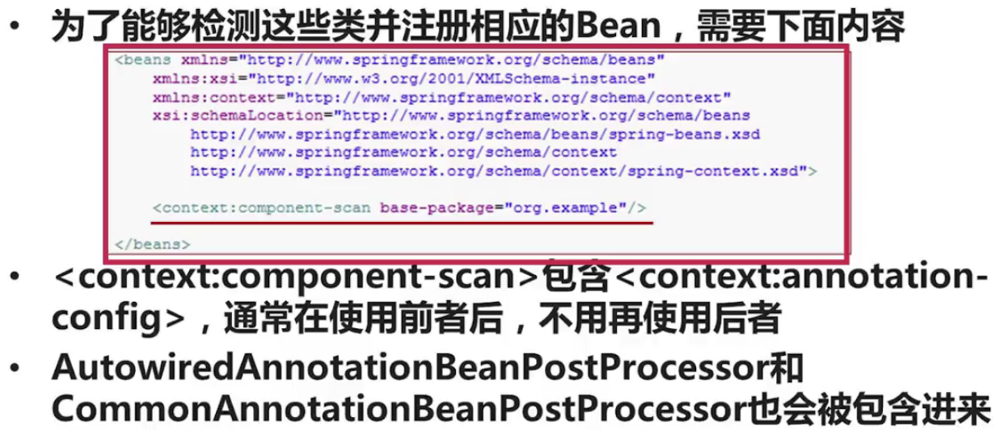 • 为了能够检测这些类并注册相应的Bean，需要下面内容
<beans xmlns="http://www.springframework.org/schema/beans"
xmlns:xsi="http://www.w3.org/2001/XMLSchema-instance"
xmlns:context="http://www.springframework.org/schema/context"
xsi:schemaLocation="http://www.springframework.org/schema/beans
http://www.springframework.org/schema/beans/spring-beans.xsd
http://www.springframework.org/schema/context
http://www.springframework.org/schema/context/spring-context.xsd">
<context:component-scan base-package="org.example"/>
</beans>
• <context:component-scan>包含<context:annotation-
config>，通常在使用前者后，不用再使用后者
• AutowiredAnnotationBeanPostProcessor和
CommonAnnotationBeanPostProcessor也会被包含进来